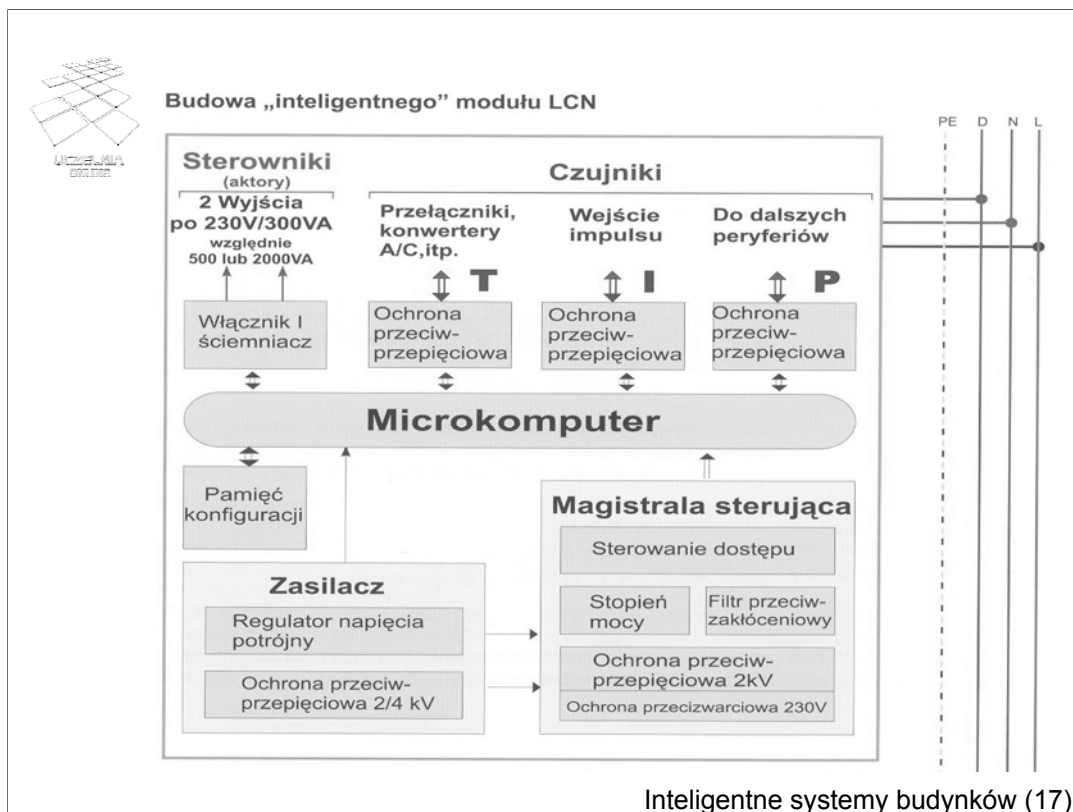 UCZELNIA
ONLINE
Budowa „inteligentnego” modułu LCN
PE D N L
Sterowniki
(aktory)
2 Wyjścia
po 230V/300VA
względnie
500 lub 2000VA
Czujniki
Przełączniki,
konwertery
A/C,itp.
Wejście
impulsu
Do dalszych
peryferiów
T
I
P
Włącznik I
ściemniacz
Ochrona
przeciw-
przepięciowa
Ochrona
przeciw-
przepięciowa
Ochrona
przeciw-
przepięciowa
Microkomputer
Pamięć
konfiguracji
Zasilacz
Regulator napięcia
potrójny
Ochrona przeciw-
przepięciowa 2/4 kV
Magistrala sterująca
Sterowanie dostępu
Stopień
mocy
Filtr przeciw-
zakłóceniowy
Ochrona przeciw-
przepięciowa 2kV
Ochrona przecizwarciowa 230V
Inteligentne systemy budynków (17)